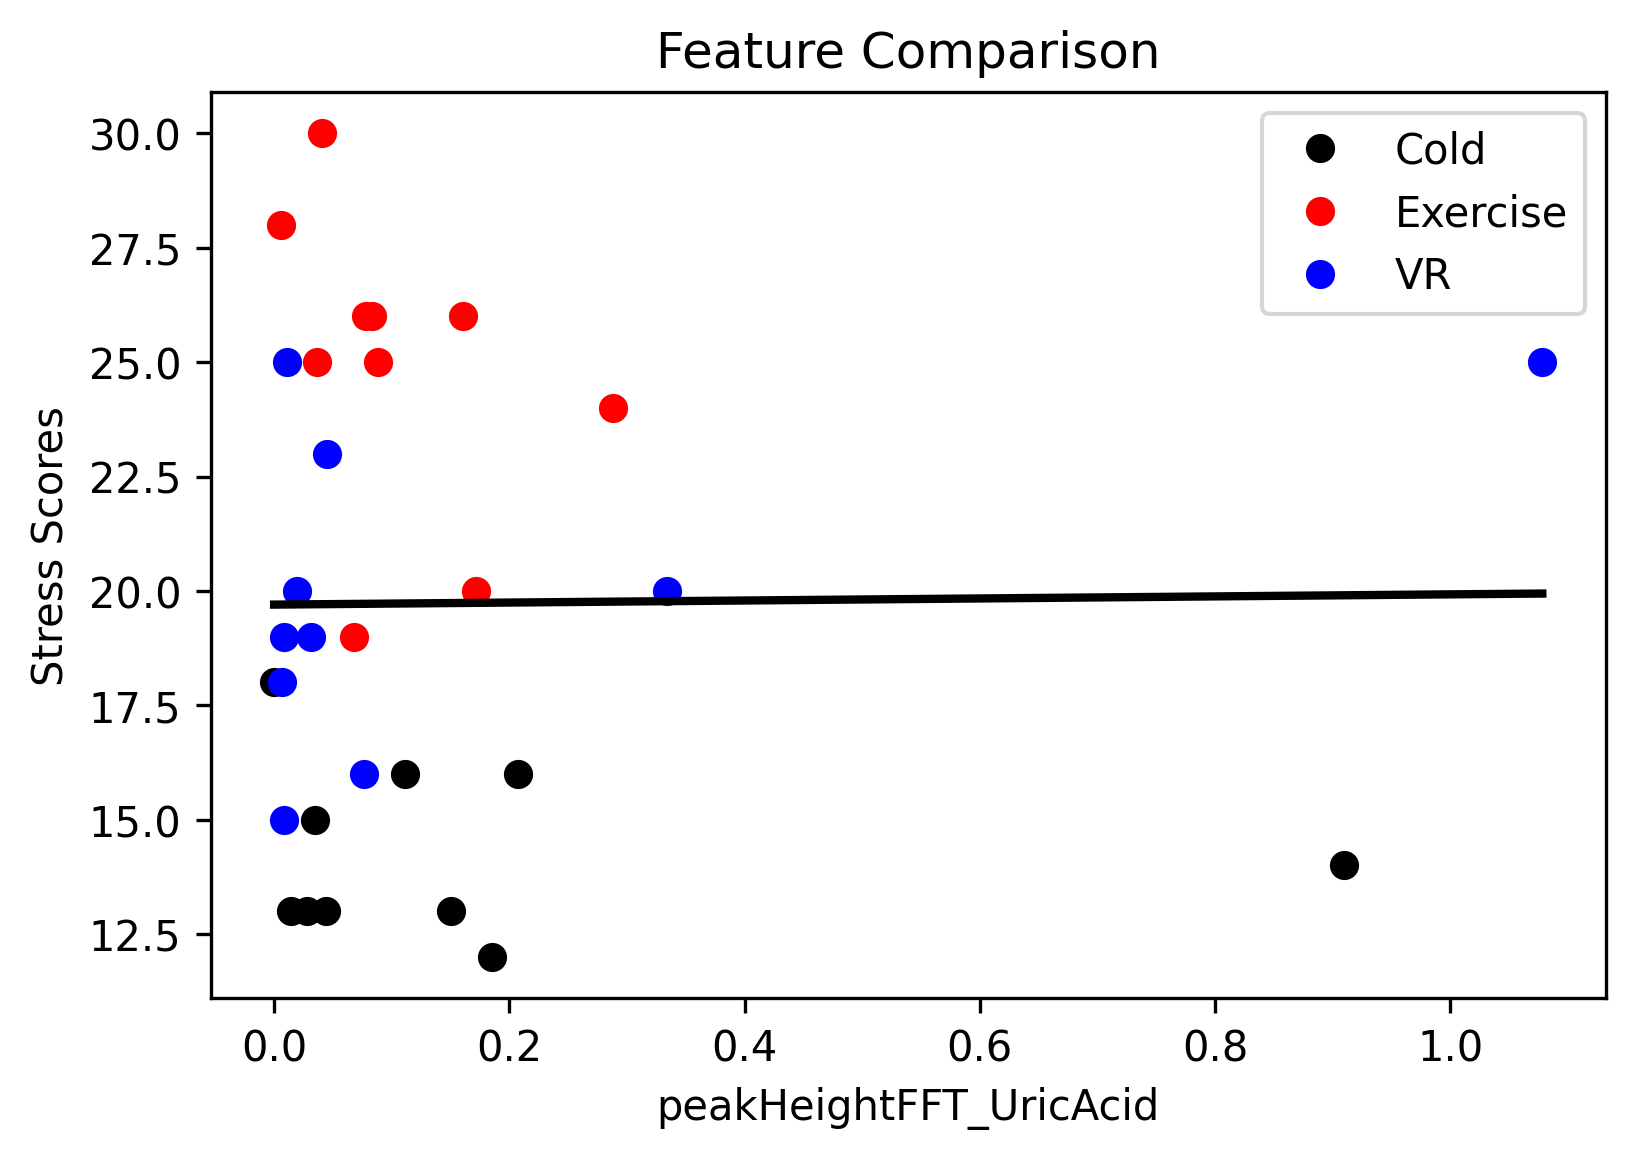 Feature Comparison
30.0
27.5
25.0
22.5
20.0
17.5
15.0
12.5
Stress Scores
Cold
Exercise
VR
0.0 0.2 0.4 0.6 0.8 1.0
peakHeightFFT_UricAcid